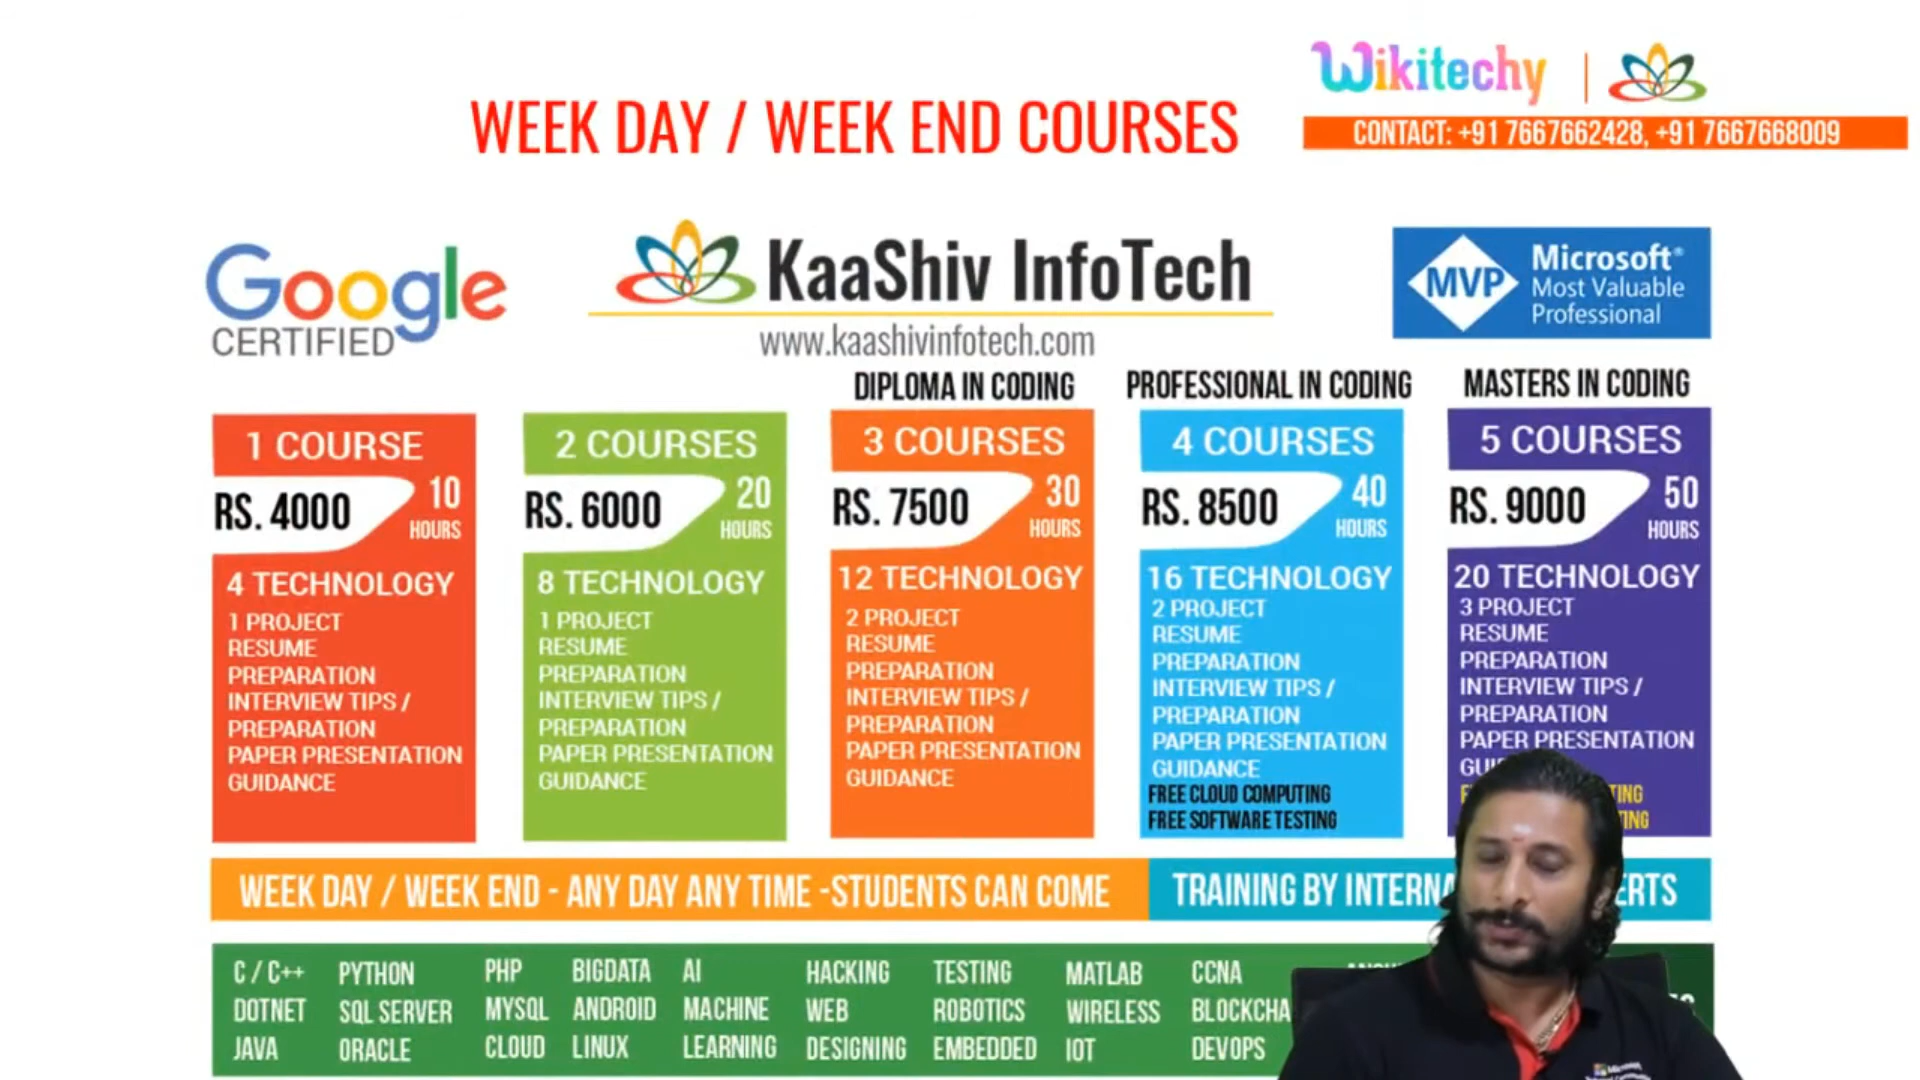 Wikitechy
WEEK DAY / WEEK END COURSES
CONTACT: +91 7667662428, +91 7667668009
Google
CERTIFIED
KaaShiv InfoTech
www.kaashivinfotech.com
MVP
Microsoft®
Most Valuable
Professional
1 COURSE
RS. 4000
10
HOURS
4 TECHNOLOGY
1 PROJECT
RESUME
PREPARATION
INTERVIEW TIPS /
PREPARATION
PAPER PRESENTATION
GUIDANCE
2 COURSES
RS. 6000
20
HOURS
8 TECHNOLOGY
1 PROJECT
RESUME
PREPARATION
INTERVIEW TIPS /
PREPARATION
PAPER PRESENTATION
GUIDANCE
DIPLOMA IN CODING
3 COURSES
RS. 7500
30
HOURS
12 TECHNOLOGY
2 PROJECT
RESUME
PREPARATION
INTERVIEW TIPS /
PREPARATION
PAPER PRESENTATION
GUIDANCE
PROFESSIONAL IN CODING
4 COURSES
RS. 8500
40
HOURS
16 TECHNOLOGY
2 PROJECT
RESUME
PREPARATION
INTERVIEW TIPS /
PREPARATION
PAPER PRESENTATION
GUIDANCE
FREE CLOUD COMPUTING
FREE SOFTWARE TESTING
MASTERS IN CODING
5 COURSES
RS. 9000
50
HOURS
20 TECHNOLOGY
3 PROJECT
RESUME
PREPARATION
INTERVIEW TIPS /
PREPARATION
PAPER PRESENTATION
WEEK DAY / WEEK END - ANY DAY ANY TIME -STUDENTS CAN COME
TRAINING BY
C / C++ PYTHON PHP BIGDATA AI HACKING TESTING MATLAB CCNA
DOTNET SQL SERVER MYSQL ANDROID MACHINE WEB ROBOTICS WIRELESS BLOCKCHA
JAVA ORACLE CLOUD LINUX LEARNING DESIGNING EMBEDDED IOT DEVOPS
Microsoft